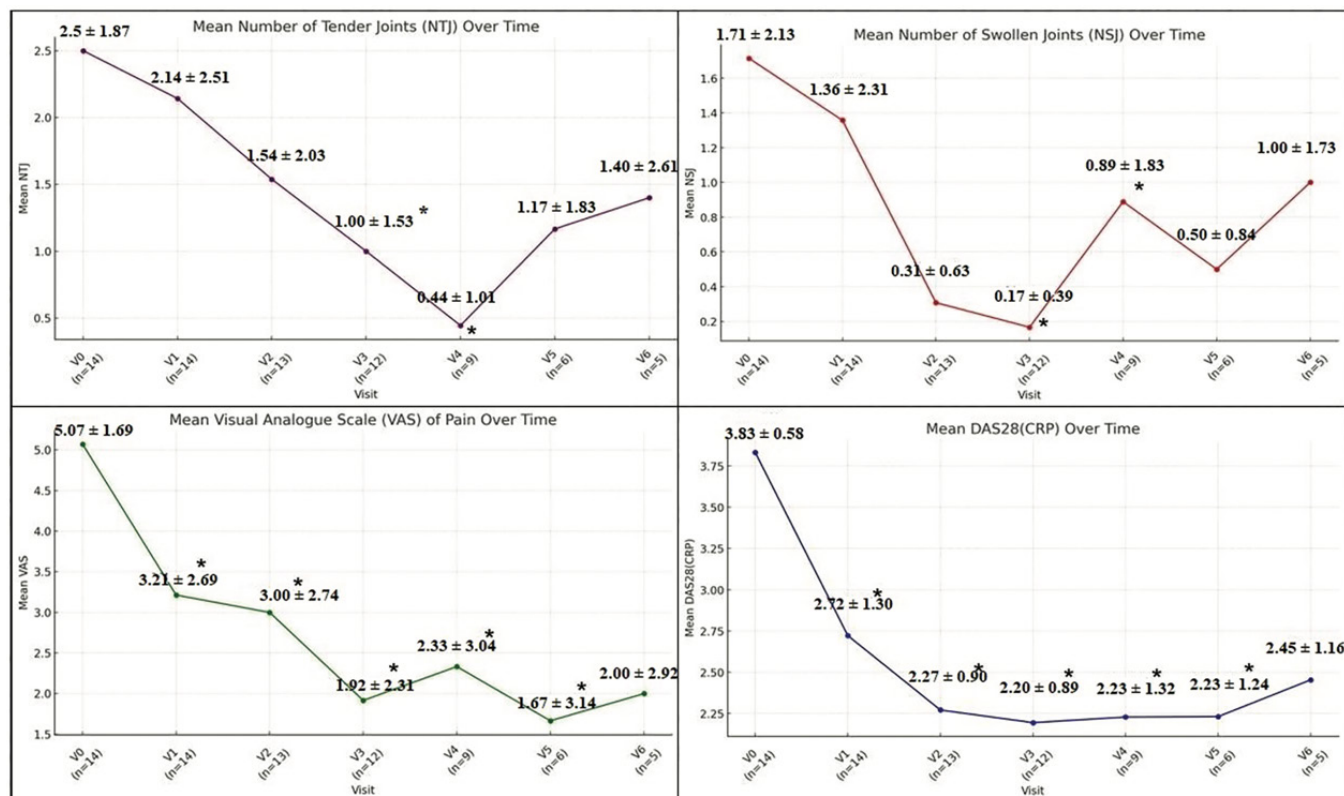 Mean Number of Tender Joints (NTJ) Over Time
2.5 ± 1.87
2.14 ± 2.51
1.54 ± 2.03
1.00 ± 1.53 *
0.44 ± 1.01
*
1.17 ± 1.83
1.40 ± 2.61
Mean NTJ
2.5
2.0
1.5
1.0
0.5
V0
(n=14)
V1
(n=14)
V2
(n=13)
V3
(n=12)
V4
(n=9)
V5
(n=6)
V6
(n=5)
Visit
Mean Number of Swollen Joints (NSJ) Over Time
1.71 ± 2.13
1.36 ± 2.31
0.31 ± 0.63
0.17 ± 0.39
*
0.89 ± 1.83
*
0.50 ± 0.84
1.00 ± 1.73
Mean NSJ
1.6
1.4
1.2
1.0
0.8
0.6
0.4
0.2
V0
(n=14)
V1
(n=14)
V2
(n=13)
V3
(n=12)
V4
(n=9)
V5
(n=6)
V6
(n=5)
Visit
Mean Visual Analogue Scale (VAS) of Pain Over Time
5.07 ± 1.69
*
3.21 ± 2.69
*
3.00 ± 2.74
*
1.92 ± 2.31
*
2.33 ± 3.04
*
1.67 ± 3.14
2.00 ± 2.92
Mean VAS
5.0
4.5
4.0
3.5
3.0
2.5
2.0
1.5
V0
(n=14)
V1
(n=14)
V2
(n=13)
V3
(n=12)
V4
(n=9)
V5
(n=6)
V6
(n=5)
Visit
Mean DAS28(CRP) Over Time
3.83 ± 0.58
*
2.72 ± 1.30
*
2.27 ± 0.90
*
2.20 ± 0.89
*
2.23 ± 1.32
*
2.23 ± 1.24
2.45 ± 1.16
Mean DAS28(CRP)
3.75
3.50
3.25
3.00
2.75
2.50
2.25
V0
(n=14)
V1
(n=14)
V2
(n=13)
V3
(n=12)
V4
(n=9)
V5
(n=6)
V6
(n=5)
Visit